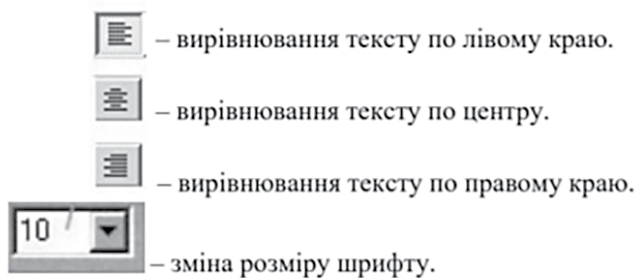 – вирівнювання тексту по лівому краю.
– вирівнювання тексту по центру.
– вирівнювання тексту по правому краю.
10 – зміна розміру шрифту.